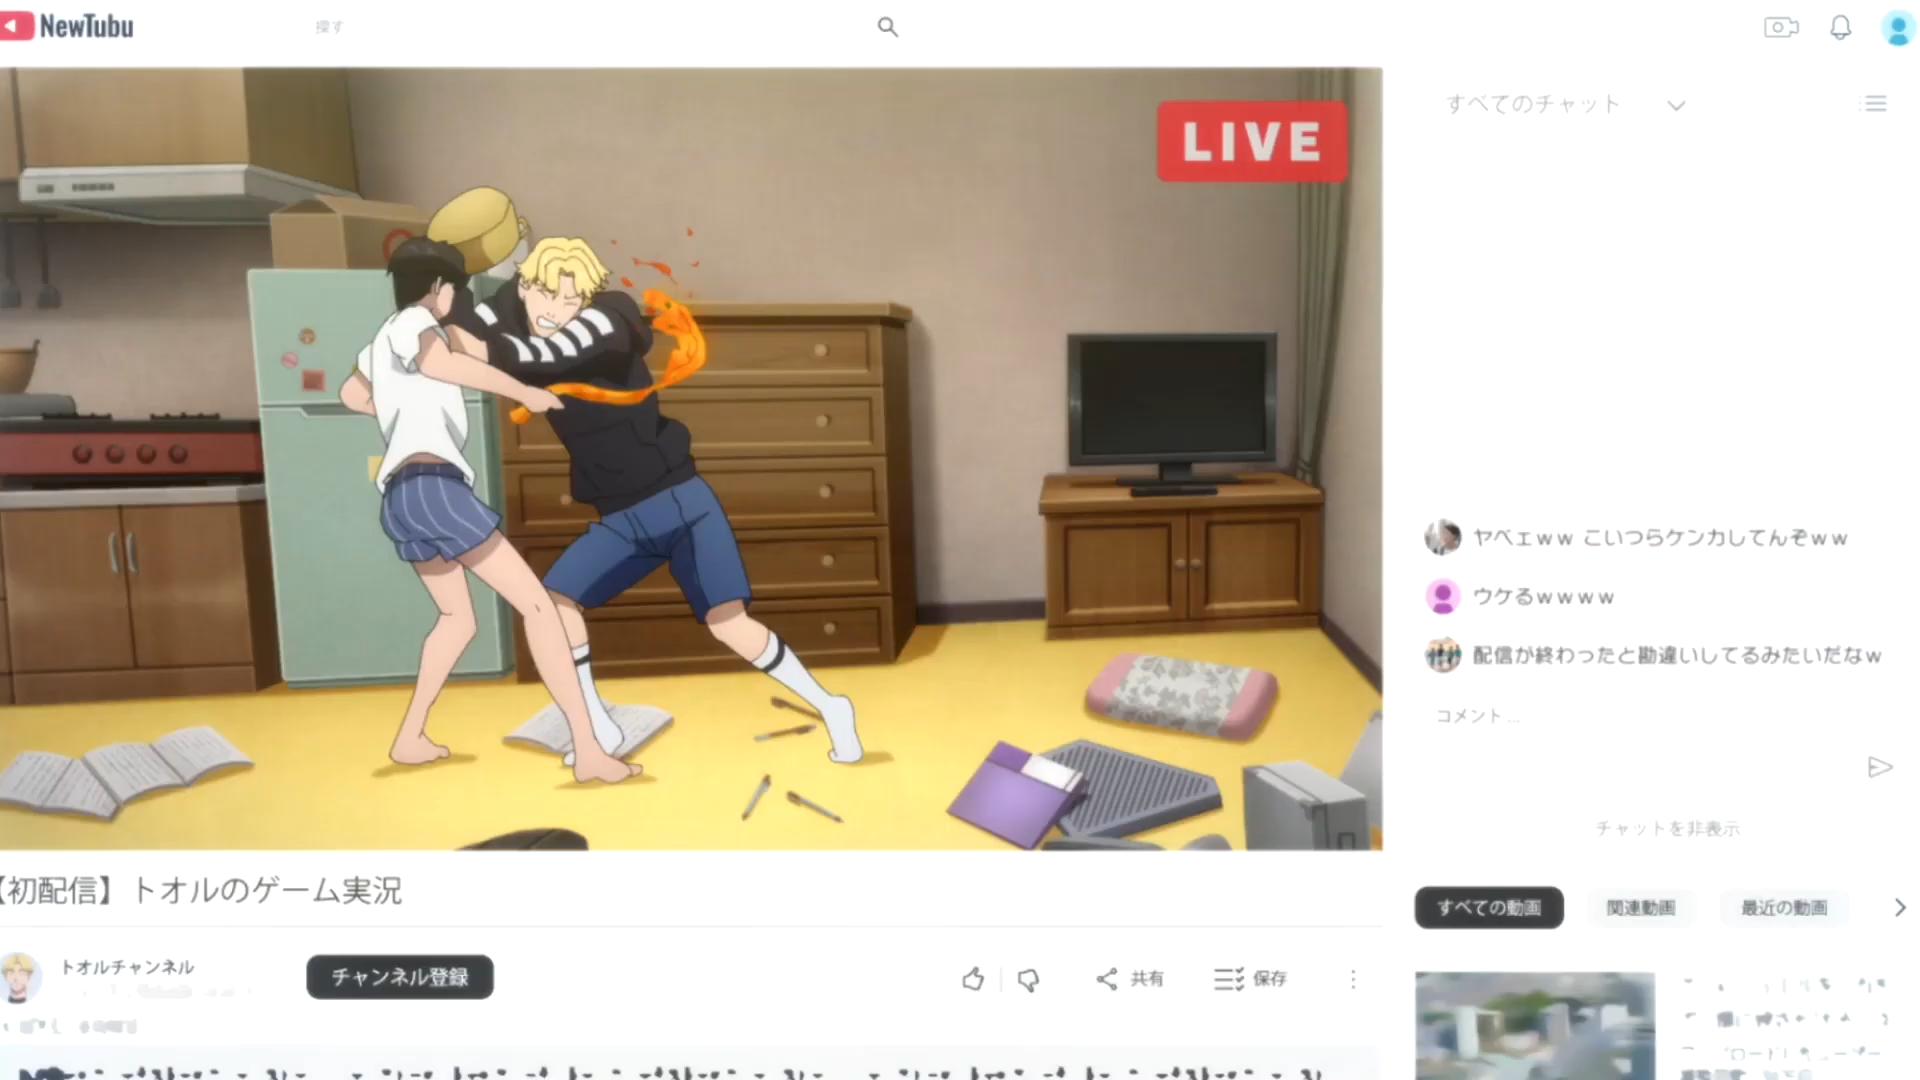 NewTubu
探す
LIVE
すべてのチャット
ヤベェｗｗ こいつらケンカしてんぞｗｗ
ウケるｗｗｗｗ
配信が終わったと勘違いしてるみたいだなｗ
コメント...
チャットを非表示
【初配信】トオルのゲーム実況
すべての動画
関連動画
最近の動画
トオルチャンネル
チャンネル登録
共有
保存